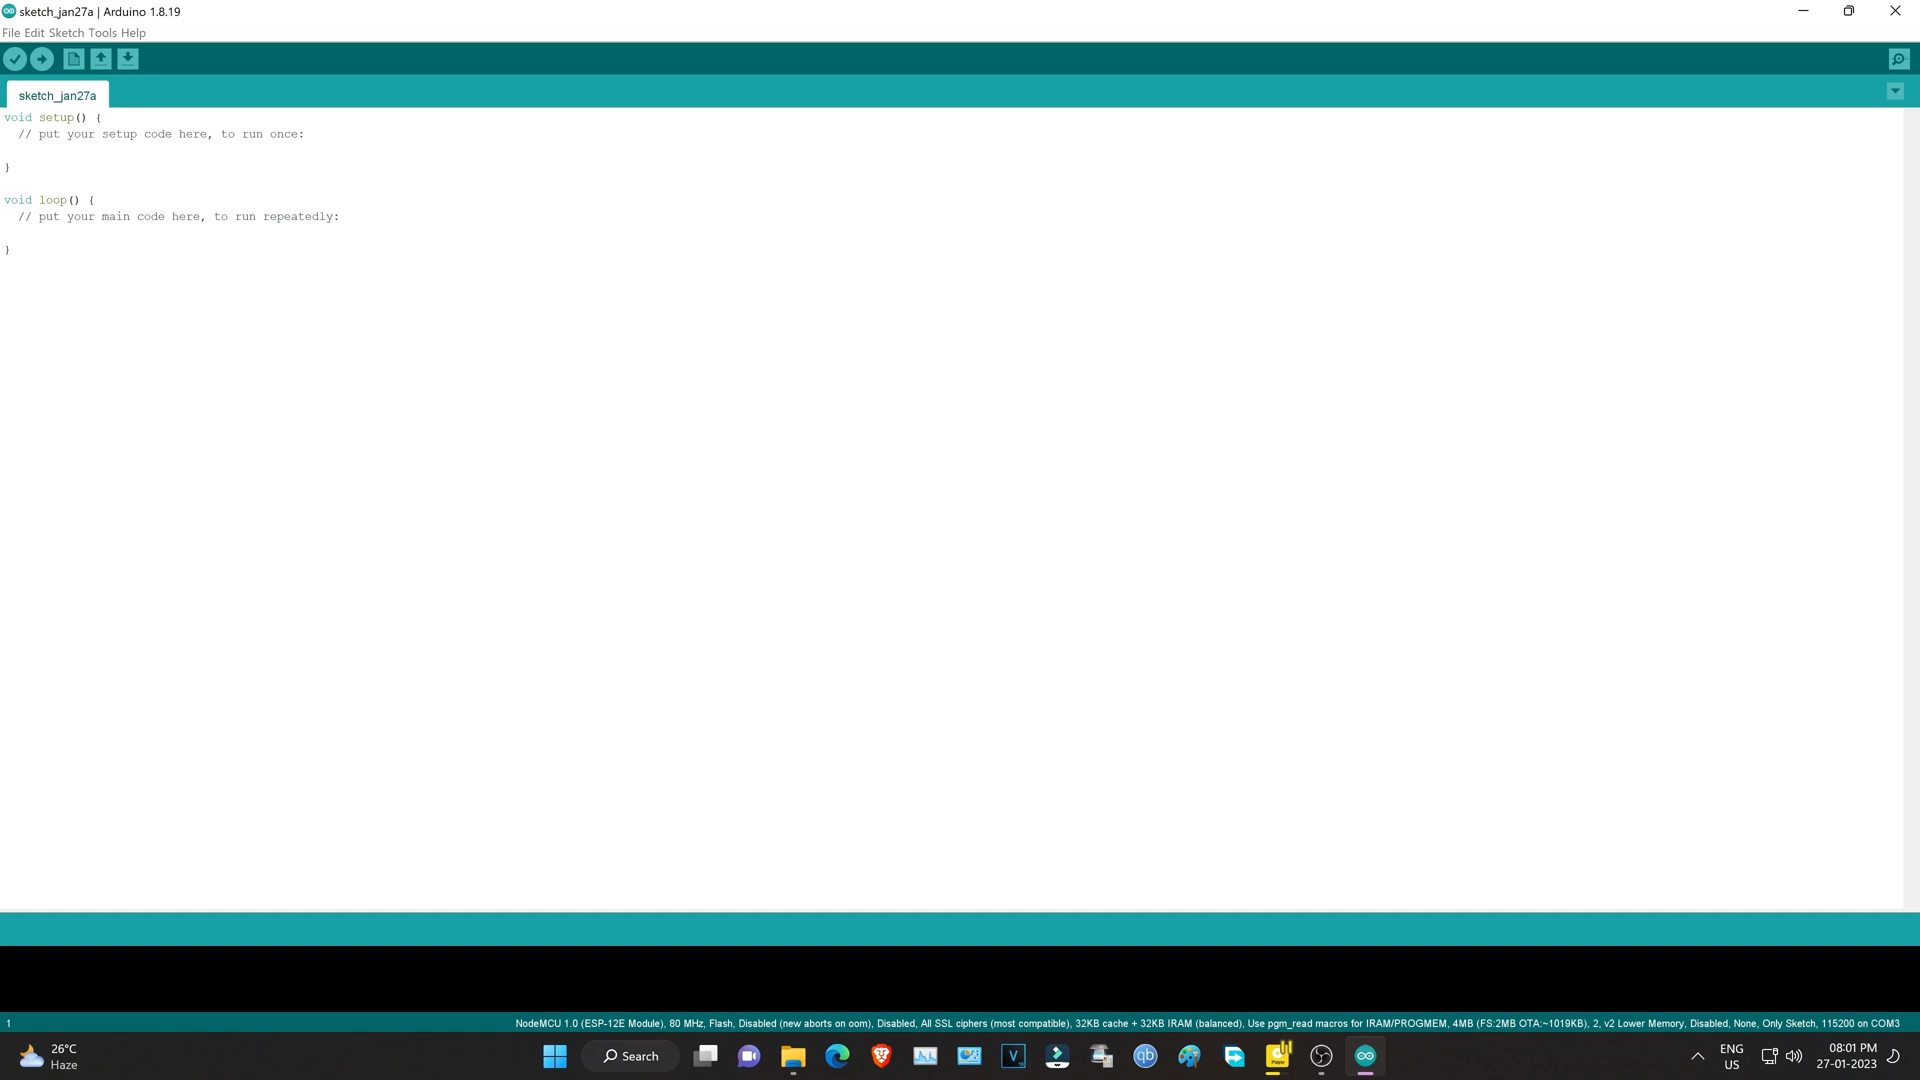 sketch_jan27a | Arduino 1.8.19
File Edit Sketch Tools Help
sketch_jan27a
void setup() {
  // put your setup code here, to run once:
}
void loop() {
  // put your main code here, to run repeatedly:
}
1
NodeMCU 1.0 (ESP-12E Module), 80 MHz, Flash, Disabled (new aborts on oom), Disabled, All SSL ciphers (most compatible), 32KB cache + 32KB IRAM (balanced), Use pgm_read macros for IRAM/PROGMEM, 4MB (FS:2MB OTA:~1019KB), 2, v2 Lower Memory, Disabled, None, Only Sketch, 115200 on COM3
26°C
Haze
Search
V
qb
ENG
US
08:01 PM
27-01-2023